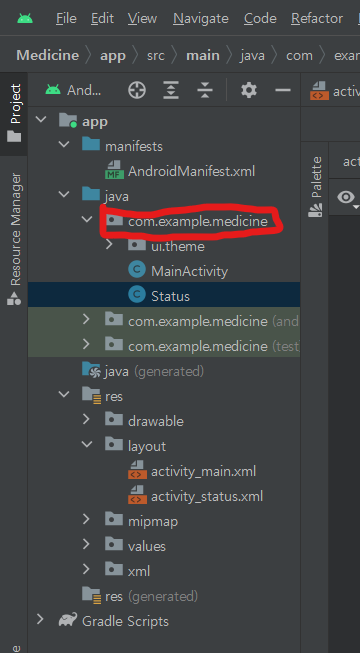 File Edit View Navigate Code Refactor
Medicine app src main java com exar
And...
activ
app
act
manifests
AndroidManifest.xml
java
com.example.medicine
ui.theme
MainActivity
Status
com.example.medicine (and
com.example.medicine (test
java (generated)
res
drawable
layout
activity_main.xml
activity_status.xml
mipmap
values
xml
res (generated)
Gradle Scripts
Project
Resource Manager
Palette